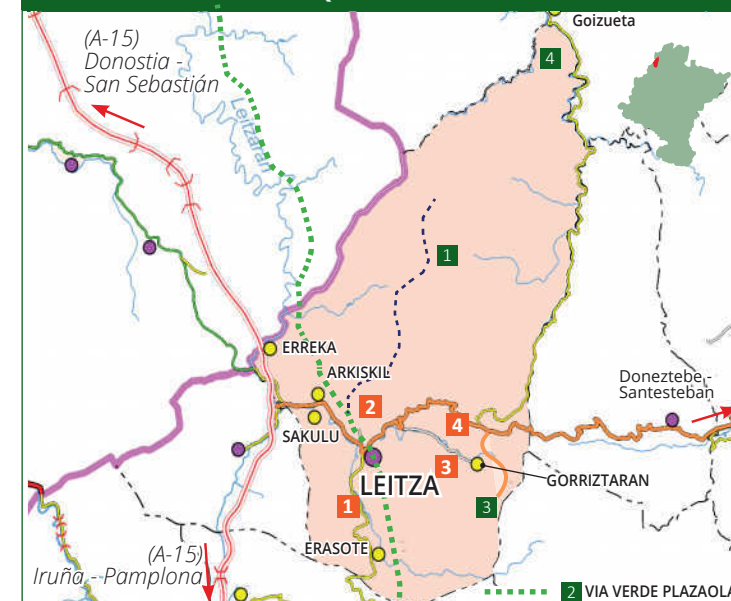 Goizueta
(A-15)
Donostia -
San Sebastián
4
Leitzaran
1
ERREKA
ARKISKIL
Doneztebe -
Santesteban
2
4
SAKULU
3
LEITZA
GORRIZTARAN
1
3
ERASOTE
(A-15)
Iruña - Pamplona
2 VIA VERDE PLAZAOLA